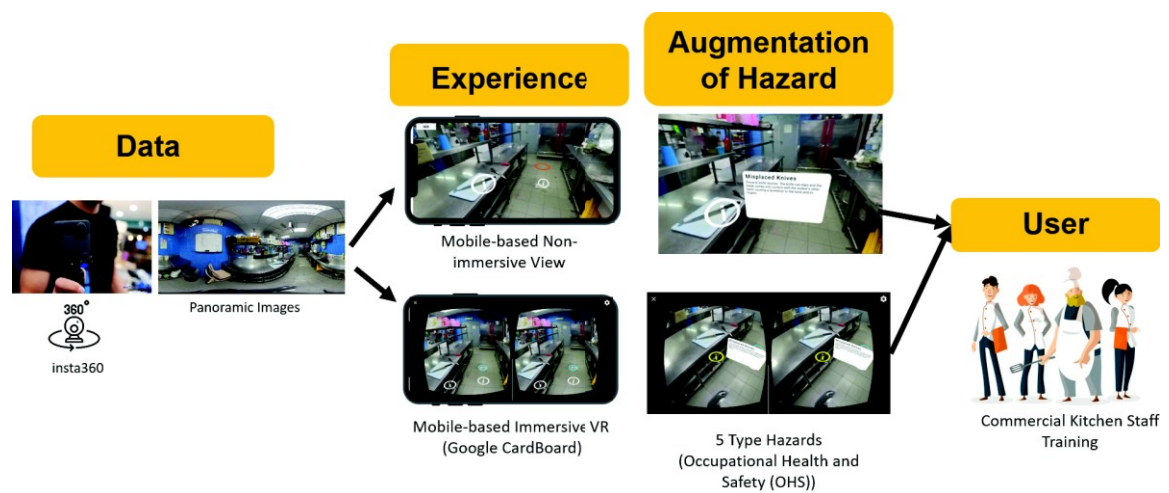 Data
360°
insta360
Panoramic Images
Experience
Mobile-based Non-
immersive View
Mobile-based Immersive VR
(Google CardBoard)
Augmentation
of Hazard
Misplaced Knives
5 Type Hazards
(Occupational Health and
Safety (OHS))
User
Commercial Kitchen Staff
Training